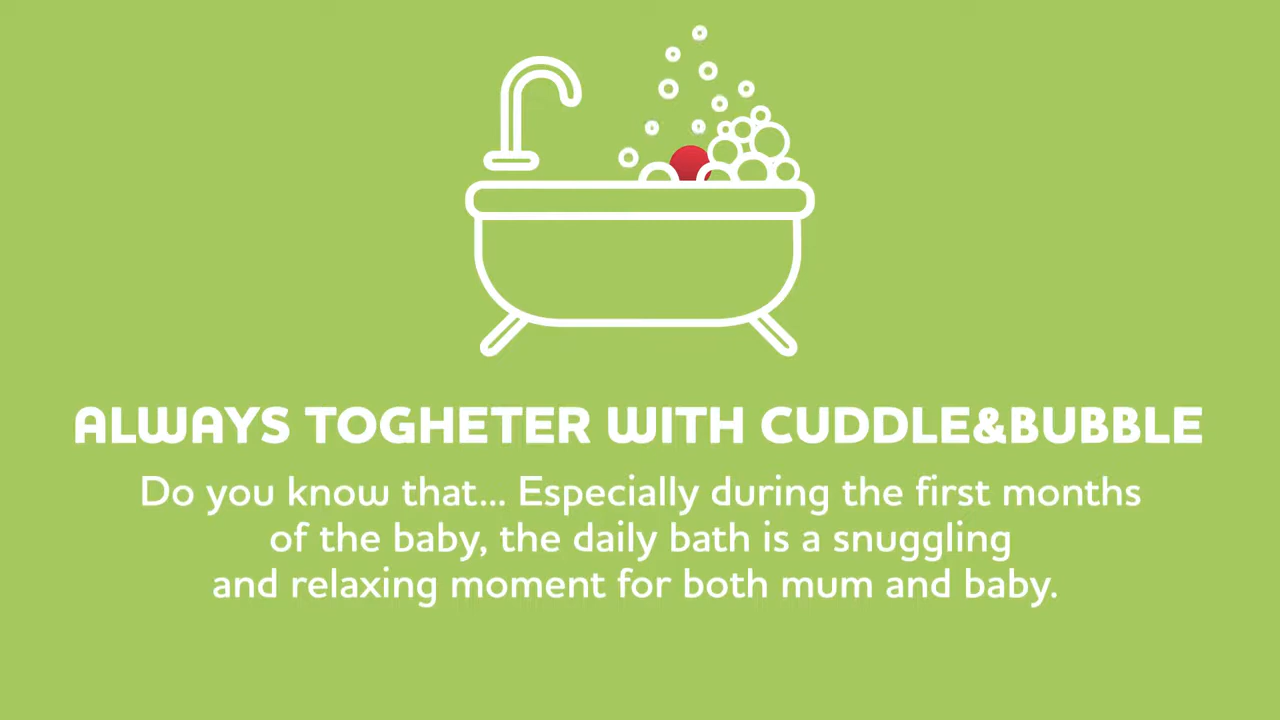 ALWAYS TOGHETER WITH CUDDLE&BUBBLE
Do you know that... Especially during the first months
of the baby, the daily bath is a snuggling
and relaxing moment for both mum and baby.